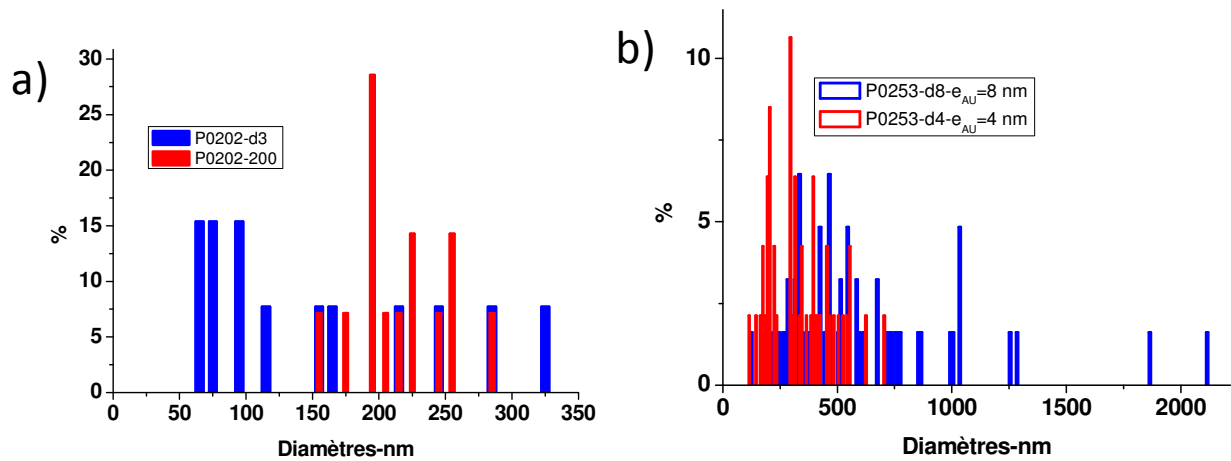 a)
30
25
20
15
10
5
0
%
P0202-d3
P0202-200
0 50 100 150 200 250 300 350
Diamètres-nm
b)
10
5
0
%
P0253-d8-eAU=8 nm
P0253-d4-eAU=4 nm
0 500 1000 1500 2000
Diamètres-nm